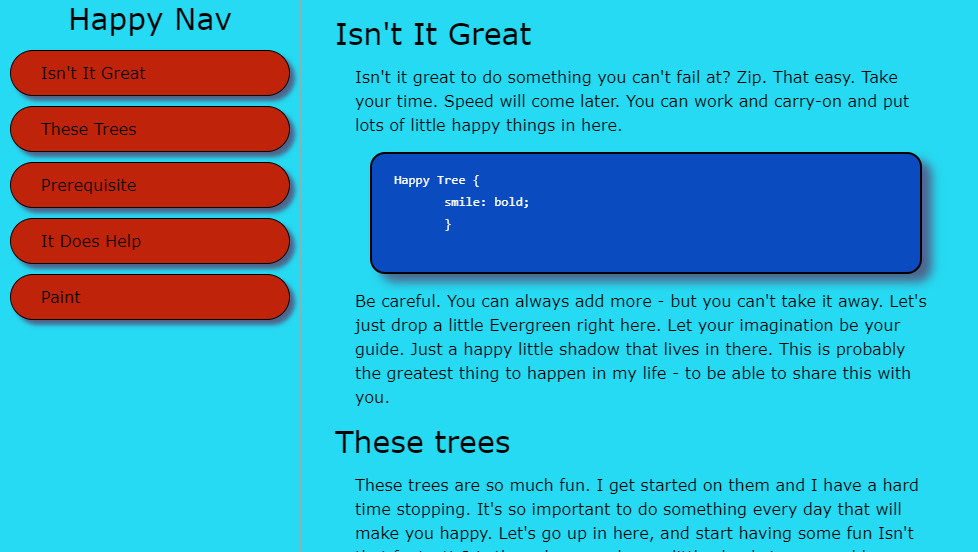 Happy Nav
Isn't It Great
These Trees
Prerequisite
It Does Help
Paint
Isn't It Great
Isn't it great to do something you can't fail at? Zip. That easy. Take
your time. Speed will come later. You can work and carry-on and put
lots of little happy things in here.
Happy Tree {
smile: bold;
}
Be careful. You can always add more - but you can't take it away. Let's
just drop a little Evergreen right here. Let your imagination be your
guide. Just a happy little shadow that lives in there. This is probably
the greatest thing to happen in my life - to be able to share this with
you.
These trees
These trees are so much fun. I get started on them and I have a hard
time stopping. It's so important to do something every day that will
make you happy. Let's go up in here, and start having some fun Isn't